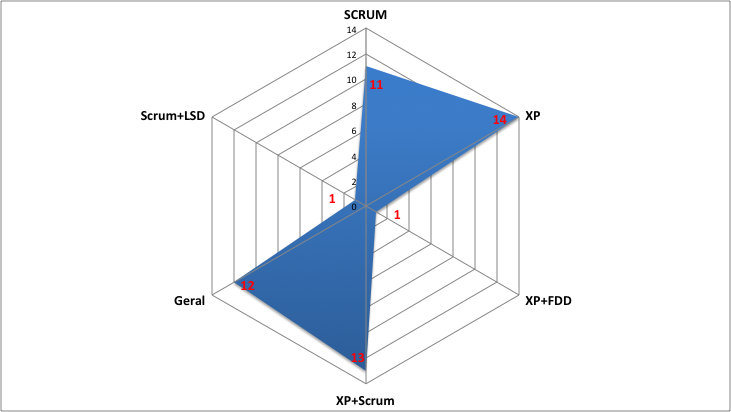 SCRUM
14
12
10
8
6
4
2
0
11
XP
14
Scrum+LSD
1
1
Geral
12
XP+FDD
13
XP+Scrum